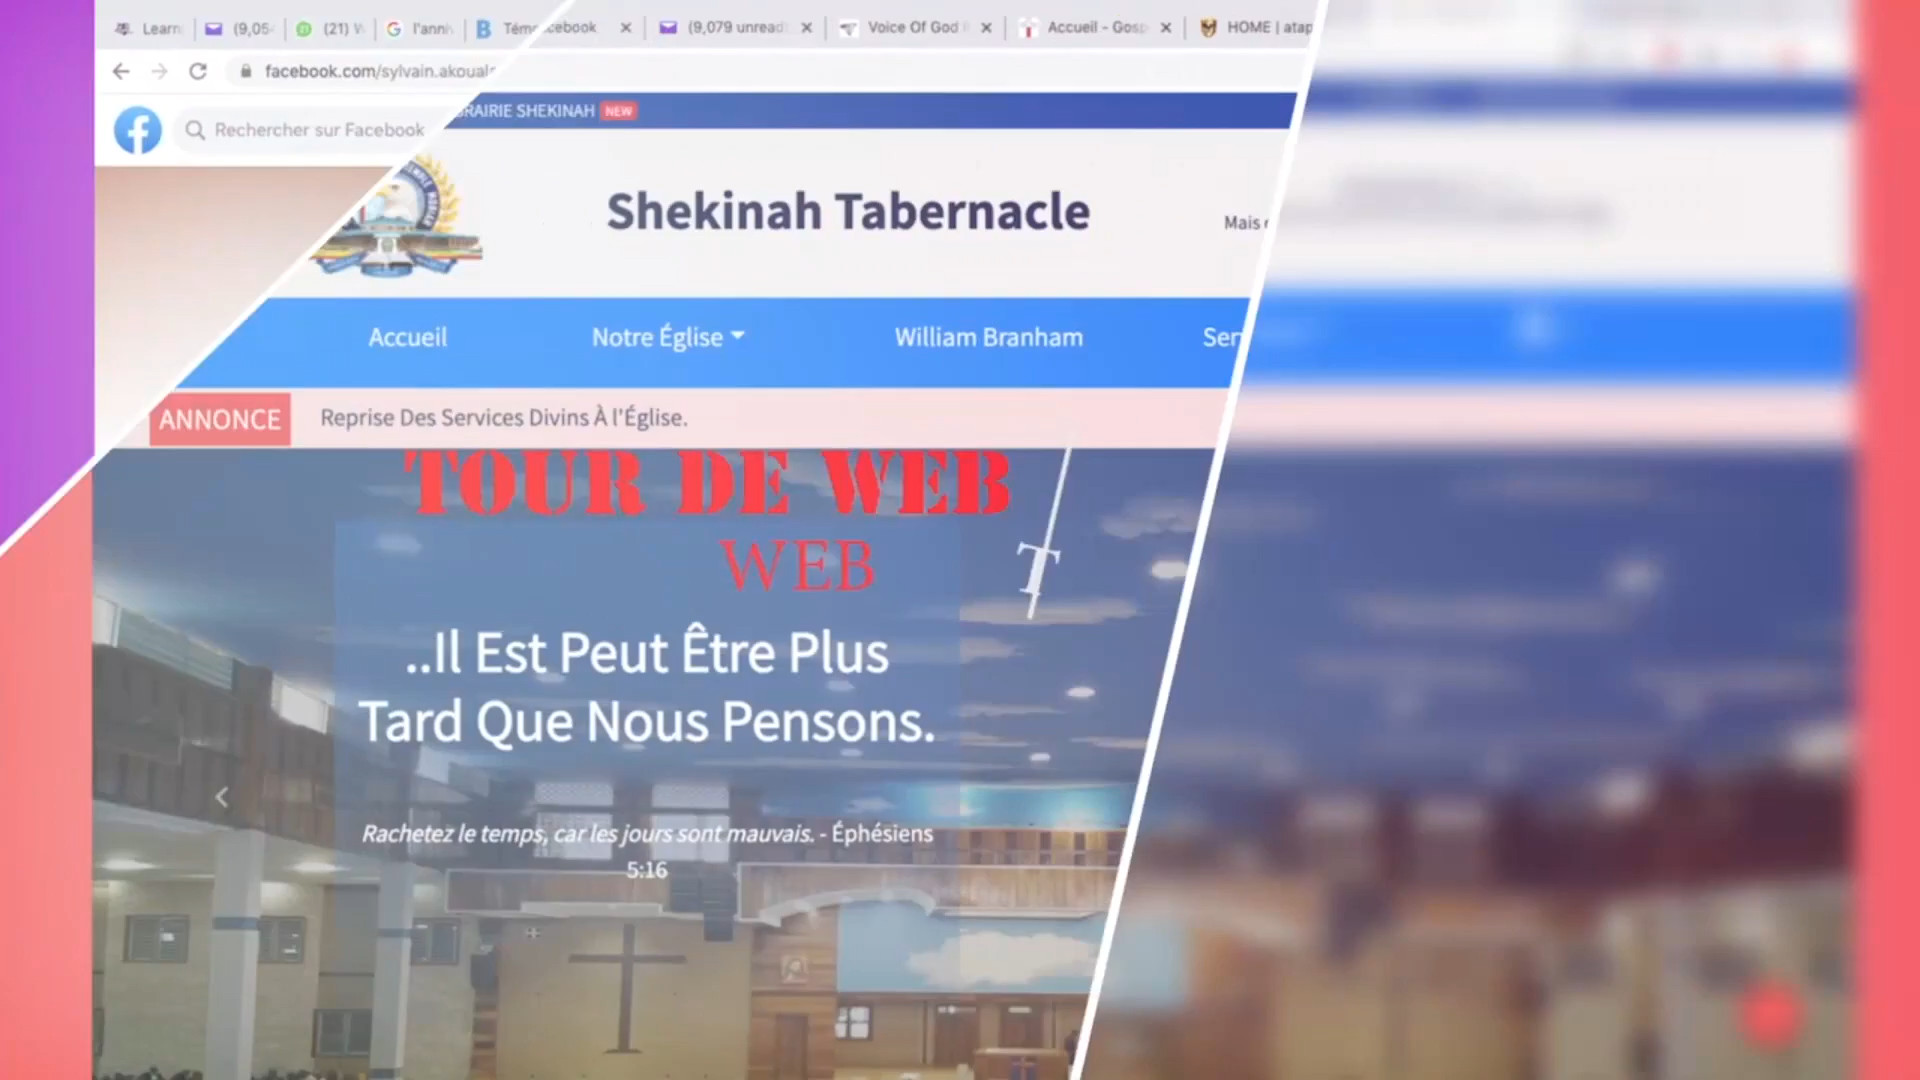 Learn
(9,05
(21)
l'anni
Tém
cebook
(9,079 unread
Voice Of God
Accueil - Gosp
HOME | atap
facebook.com/sylvain.akouala
Rechercher sur Facebook
RAIRIE SHEKINAH NEW
Shekinah Tabernacle
Mais
Accueil
Notre Église
William Branham
Ser
ANNONCE
Reprise Des Services Divins À l'Église.
TOUR DE WEB
WEB
T
..Il Est Peut Être Plus
Tard Que Nous Pensons.
Rachetez le temps, car les jours sont mauvais. - Éphésiens
5:16